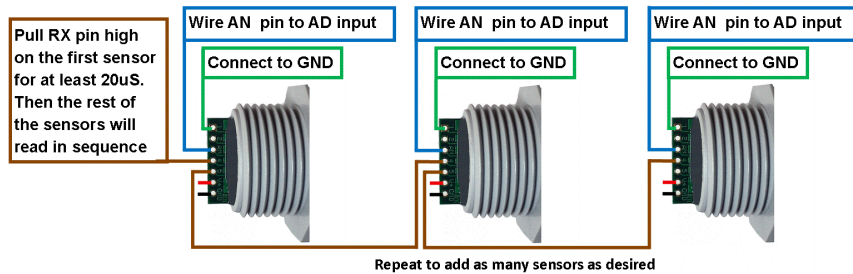 Pull RX pin high
on the first sensor
for at least 20uS.
Then the rest of
the sensors will
read in sequence
Wire AN  pin to AD input
Connect to GND
Wire AN  pin to AD input
Connect to GND
Wire AN  pin to AD input
Connect to GND
Repeat to add as many sensors as desired